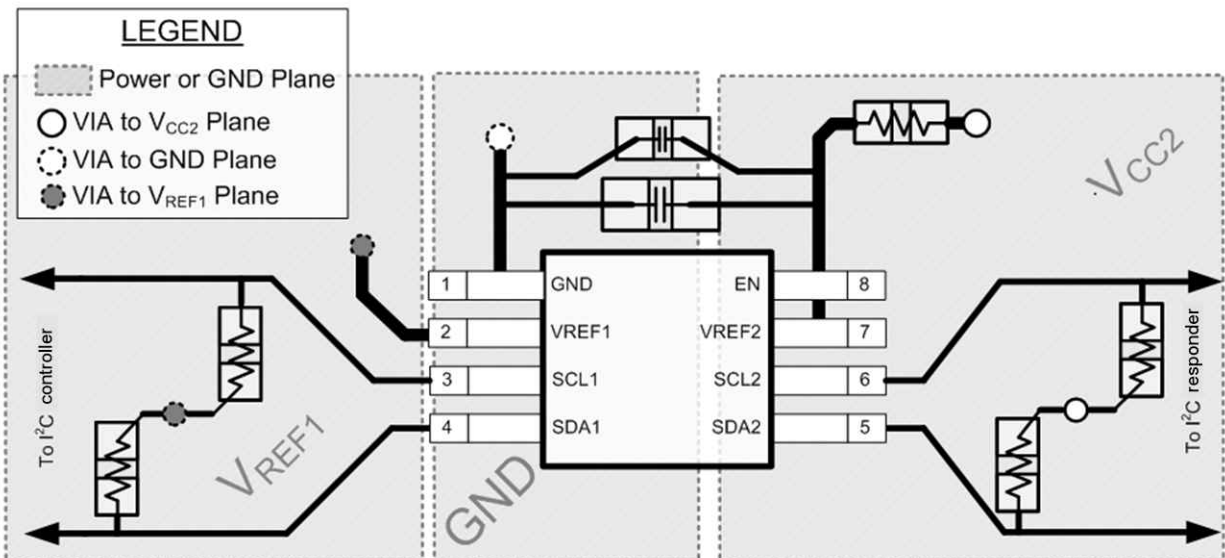 LEGEND
Power or GND Plane
VIA to VCC2 Plane
VIA to GND Plane
VIA to VREF1 Plane
VCC2
1 GND EN 8
2 VREF1 VREF2 7
3 SCL1 SCL2 6
4 SDA1 SDA2 5
To I²C controller
VREF1
GND
To I²C responder